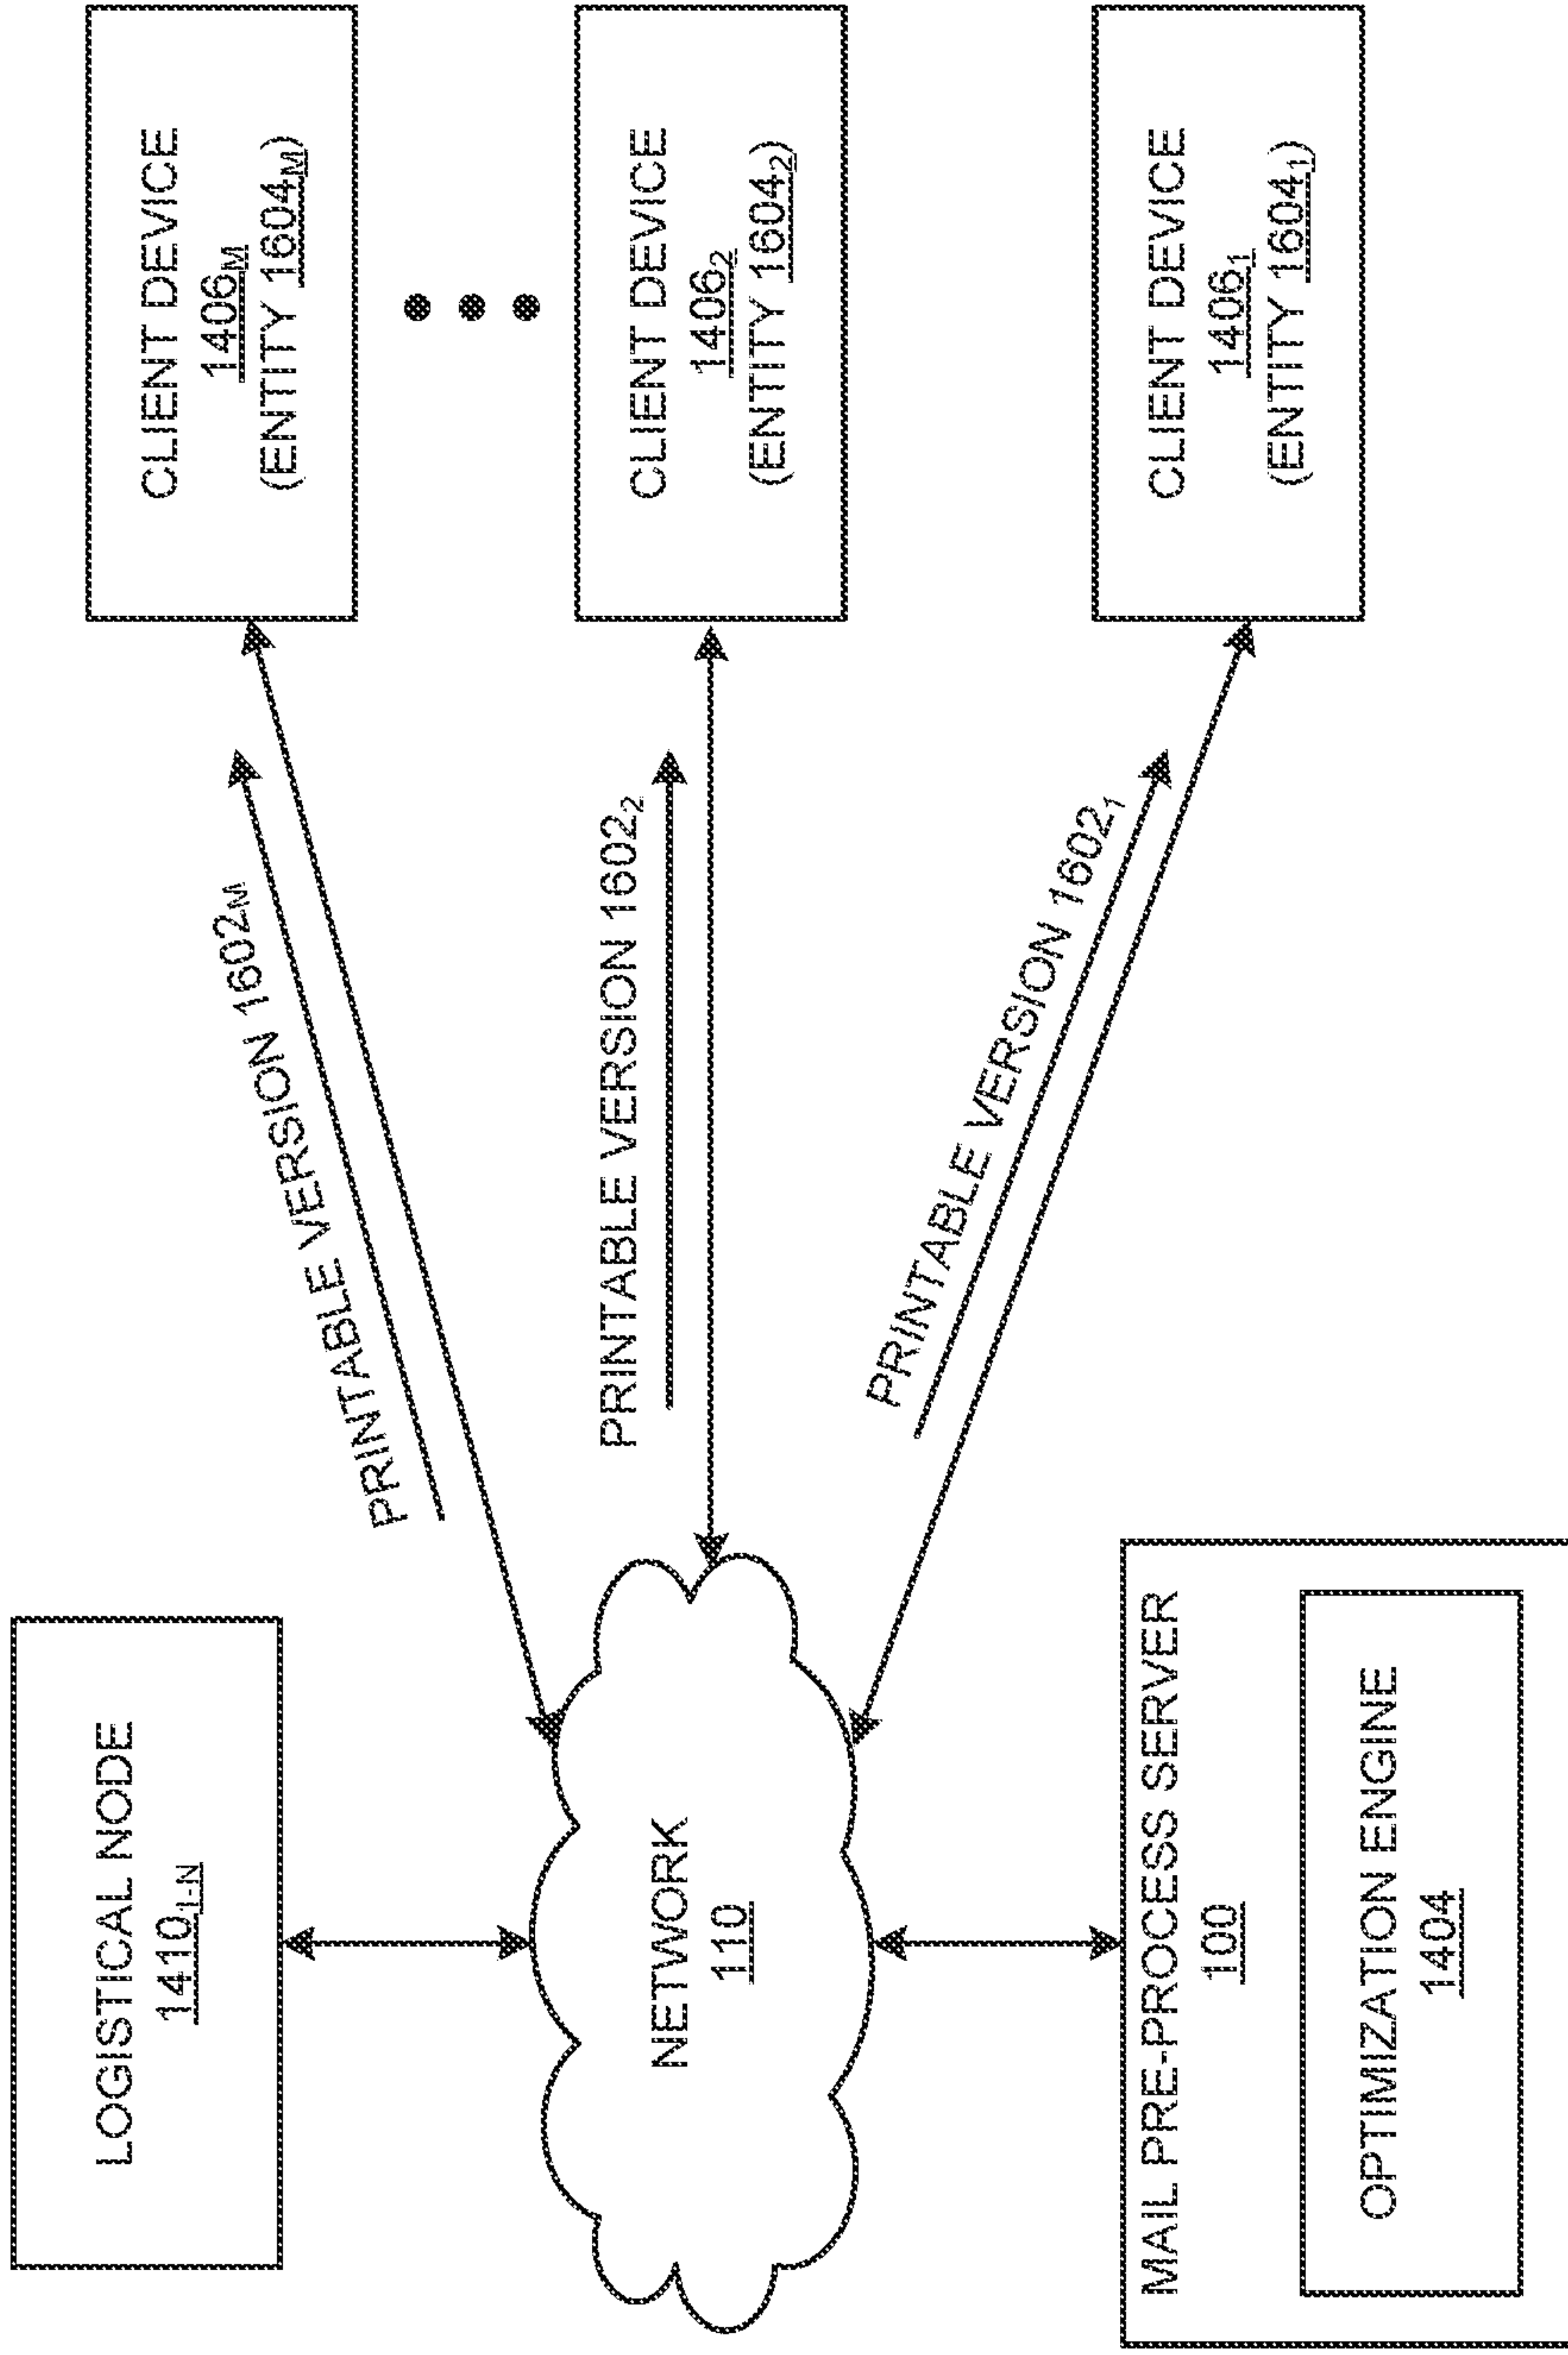 LOGISTICAL NODE
1410₁₋N
NETWORK
110
MAIL PRE-PROCESS SERVER
100
OPTIMIZATION ENGINE
1404
PRINTABLE VERSION 1602M
PRINTABLE VERSION 1602₂
PRINTABLE VERSION 1602₁
CLIENT DEVICE
1406M
(ENTITY 1604M)
CLIENT DEVICE
1406₂
(ENTITY 1604₂)
CLIENT DEVICE
1406₁
(ENTITY 1604₁)